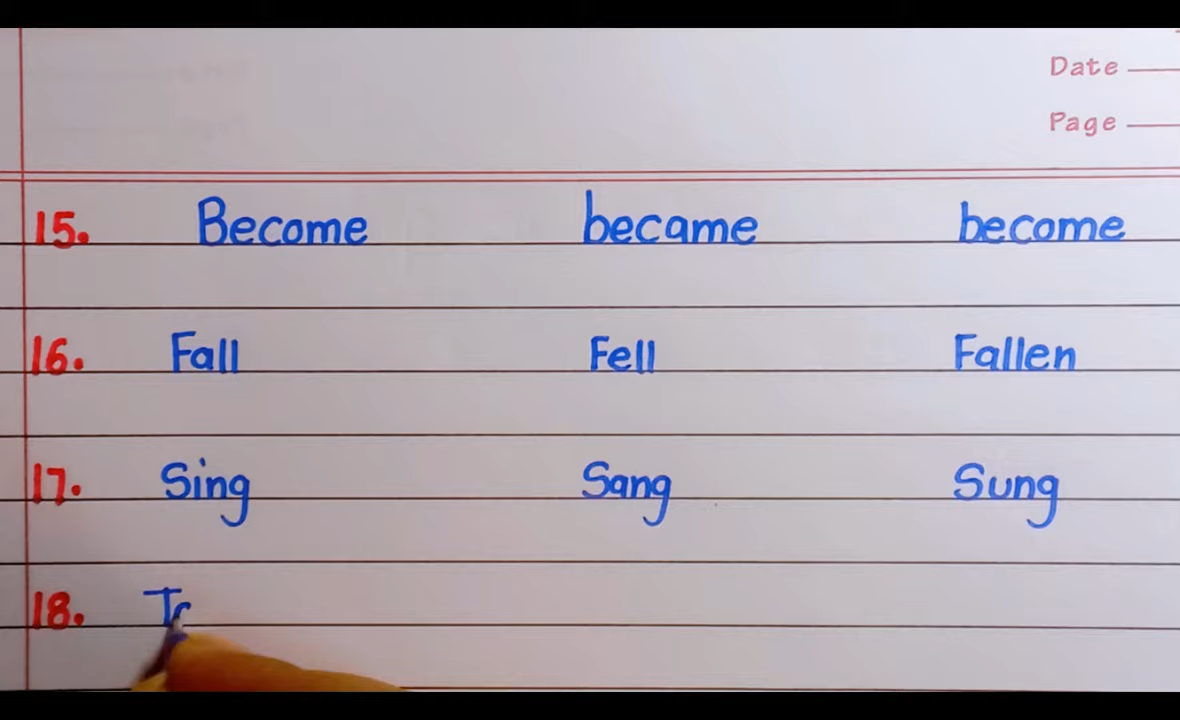 Date
Page
15. Become became become
16. Fall Fell Fallen
17. Sing Sang Sung
18.